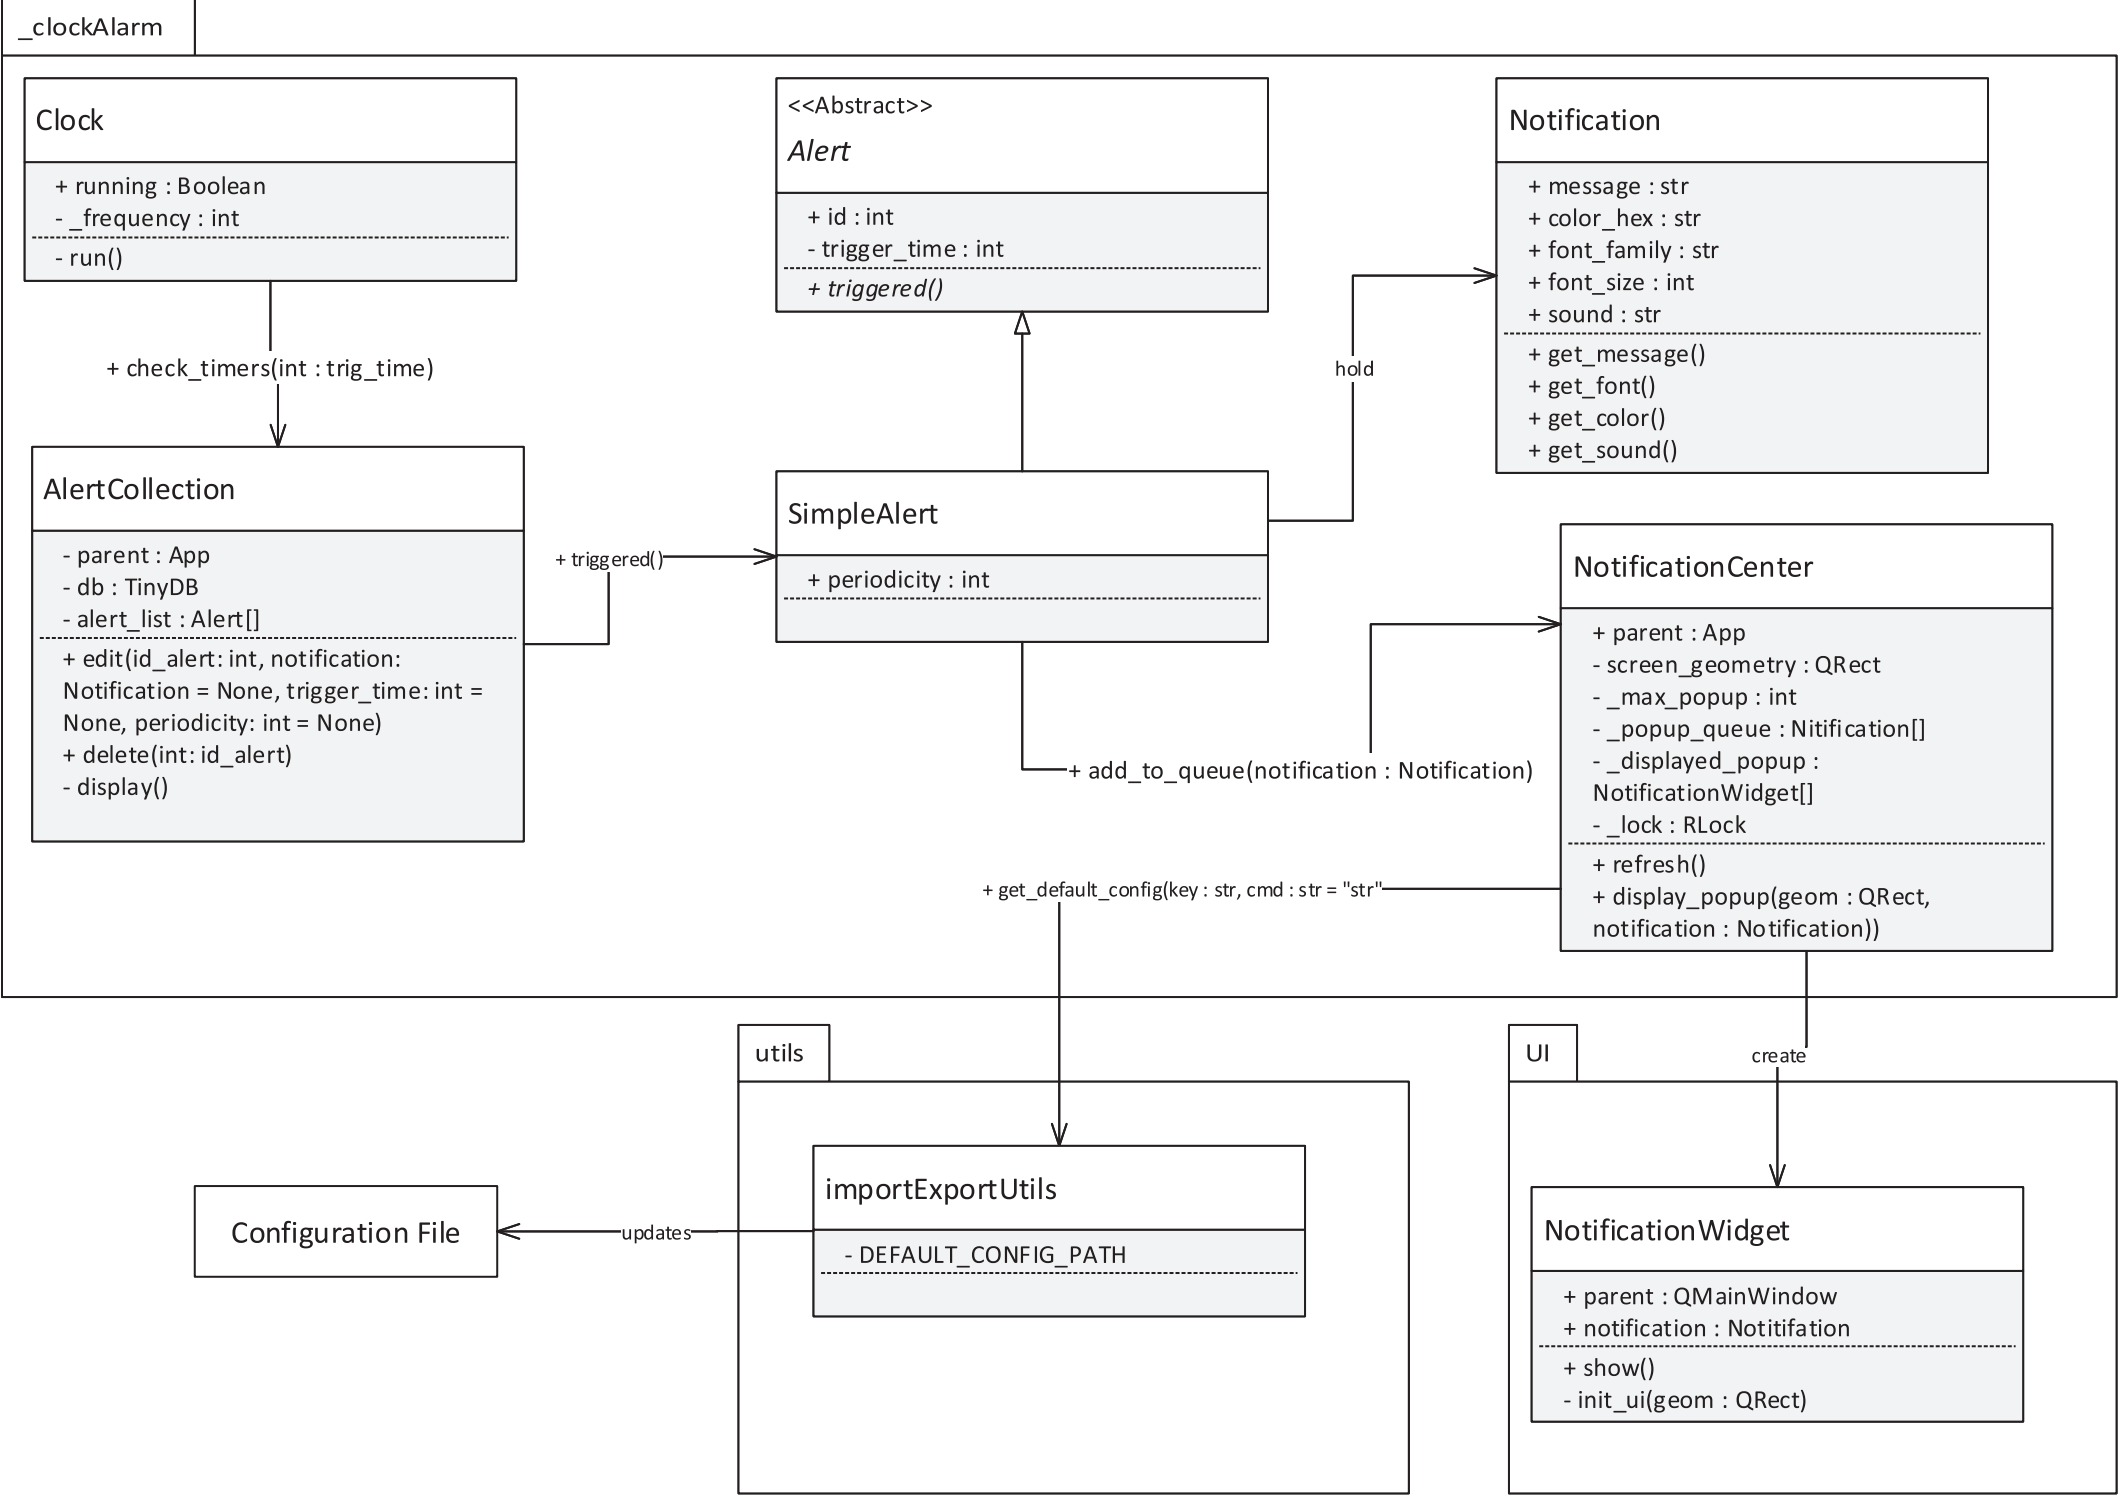 _clockAlarm
Clock
+ running : Boolean
- _frequency : int
- run()
+ check_timers(int : trig_time)
AlertCollection
- parent : App
- db : TinyDB
- alert_list : Alert[]
+ edit(id_alert: int, notification:
Notification = None, trigger_time: int =
None, periodicity: int = None)
+ delete(int: id_alert)
- display()
+ triggered()
<<Abstract>>
Alert
+ id : int
- trigger_time : int
+ triggered()
SimpleAlert
+ periodicity : int
hold
Notification
+ message : str
+ color_hex : str
+ font_family : str
+ font_size : int
+ sound : str
+ get_message()
+ get_font()
+ get_color()
+ get_sound()
+ add_to_queue(notification : Notification)
NotificationCenter
+ parent : App
- screen_geometry : QRect
- _max_popup : int
- _popup_queue : Nitification[]
- _displayed_popup :
NotificationWidget[]
- _lock : RLock
+ refresh()
+ display_popup(geom : QRect,
notification : Notification))
+ get_default_config(key : str, cmd : str = "str"
utils
importExportUtils
- DEFAULT_CONFIG_PATH
updates
Configuration File
UI
create
NotificationWidget
+ parent : QMainWindow
+ notification : Notitifation
+ show()
- init_ui(geom : QRect)